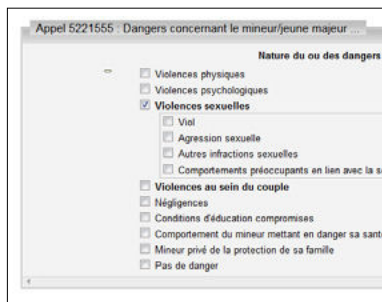 Appel 5221555 : Dangers concernant le mineur/jeune majeur ...
Nature du ou des dangers
Violences physiques
Violences psychologiques
Violences sexuelles
Viol
Agression sexuelle
Autres infractions sexuelles
Comportements préoccupants en lien avec la
Violences au sein du couple
Négligences
Conditions d'éducation compromises
Comportement du mineur mettant en danger sa
Mineur privé de la protection de sa famille
Pas de danger